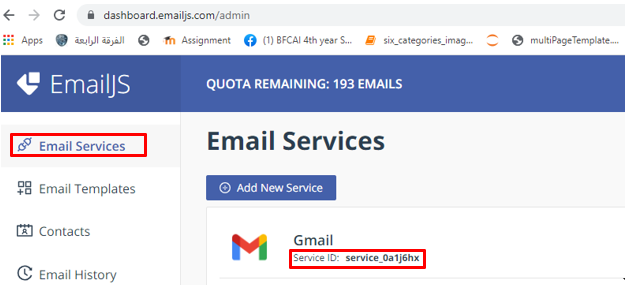 dashboard.emailjs.com/admin
Apps الفرقة الرابعة Assignment (1) BFCAI 4th year S... six_categories_imag... multiPageTemplate....
EmailJS
QUOTA REMAINING: 193 EMAILS
Email Services
Email Templates
Contacts
Email History
Email Services
Add New Service
Gmail
Service ID: service_0a1j6hx